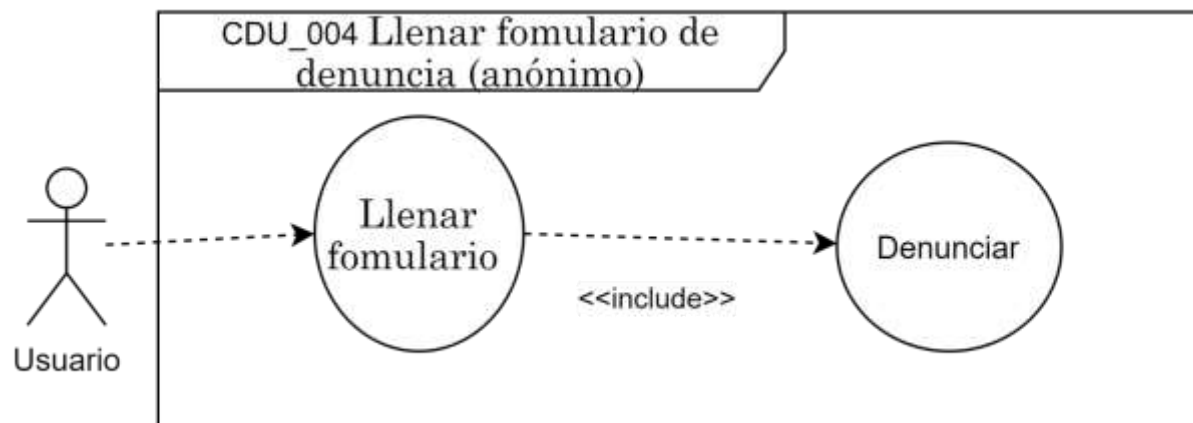 CDU_004 Llenar fomulario de
denuncia (anónimo)
Llenar
fomulario
Denunciar
<<include>>
Usuario